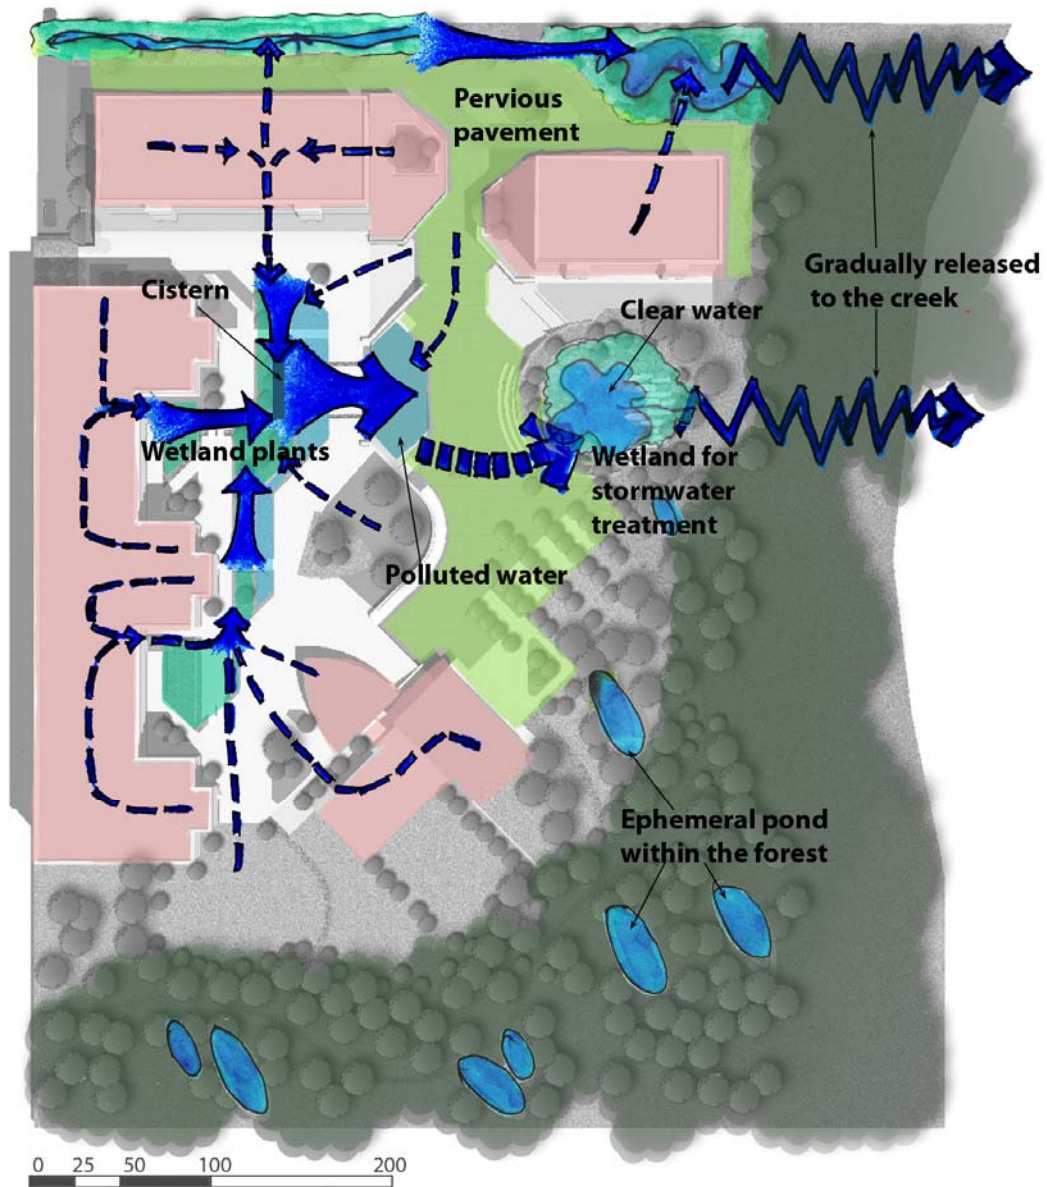 Pervious
pavement
Gradually released
to the creek
Cistern
Clear water
Wetland plants
Wetland for
stormwater
treatment
Polluted water
Ephemeral pond
within the forest
0 25 50 100 200